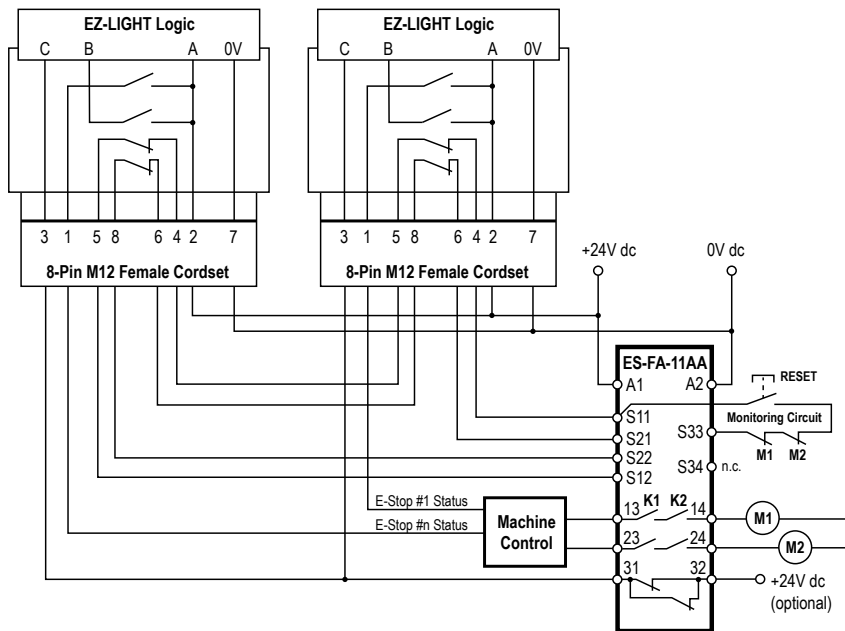 EZ-LIGHT Logic
C B A 0V
3 1 5 8 6 4 2 7
8-Pin M12 Female Cordset
EZ-LIGHT Logic
C B A 0V
3 1 5 8 6 4 2 7
8-Pin M12 Female Cordset
+24V dc
0V dc
ES-FA-11AA
A1 A2
RESET
S11
Monitoring Circuit
S21 S33
M1 M2
S22
S34 n.c.
S12
E-Stop #1 Status
E-Stop #n Status
Machine
Control
13 K1 K2 14
M1
23 24
M2
31 32
+24V dc
(optional)